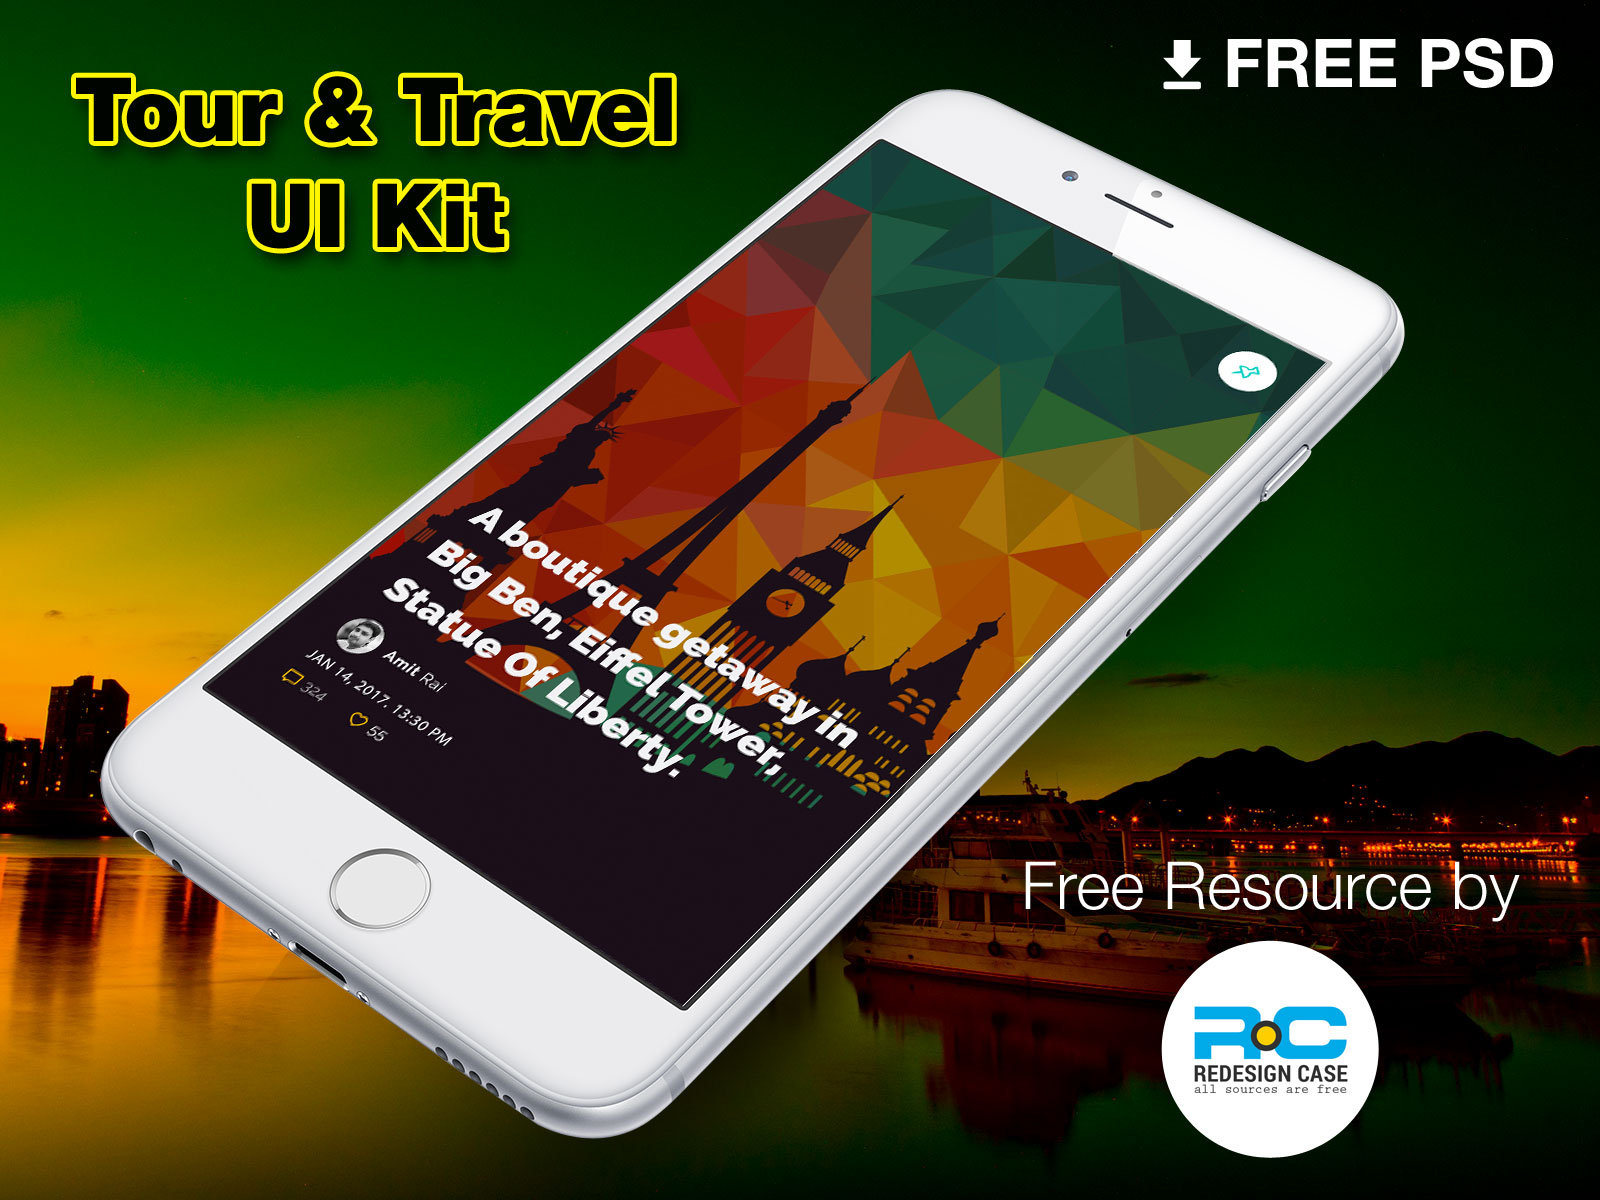 FREE PSD
Tour & Travel
UI Kit
A boutique getaway in
Big Ben, Eiffel Tower,
Statue Of Liberty.
Amit Rai
JAN 14, 2017. 13:30 PM
324
55
Free Resource by
RC
REDESIGN CASE
all sources are free